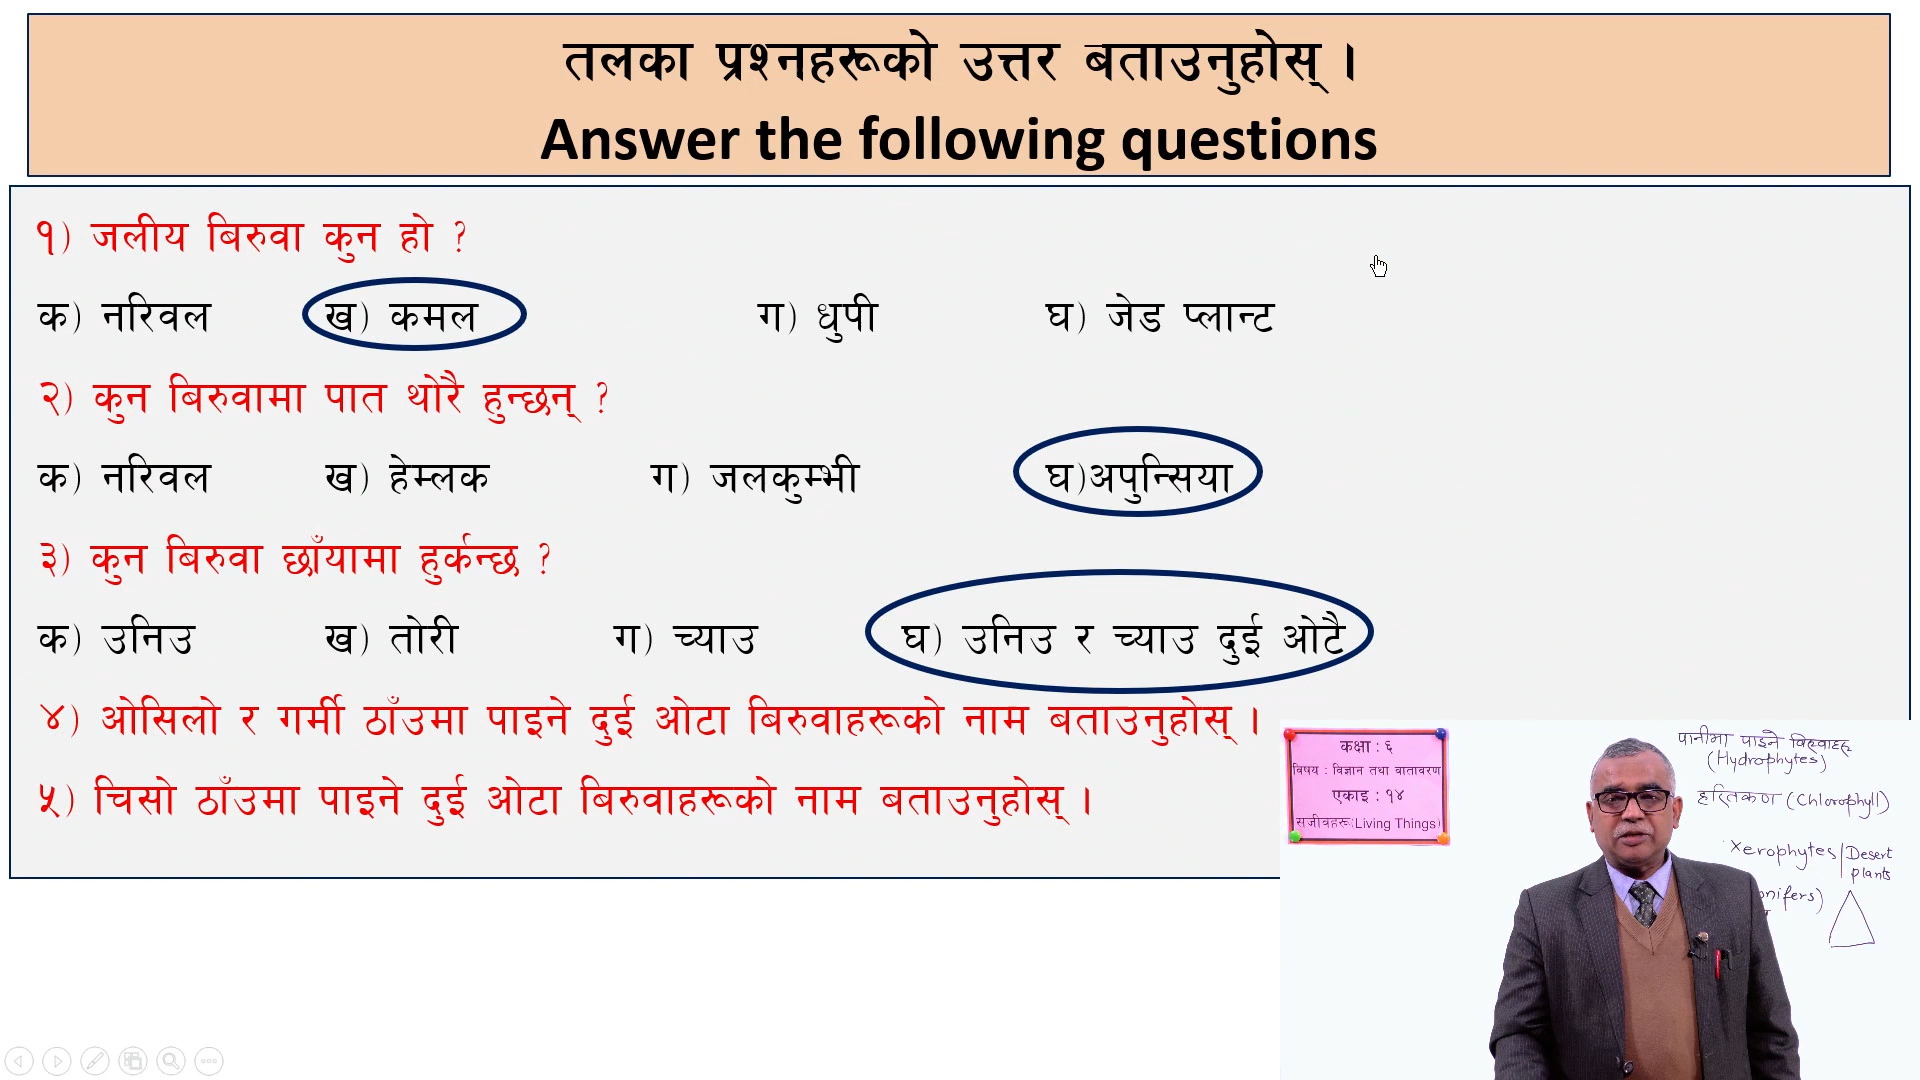 तलका प्रश्नहरूको उत्तर बताउनुहोस् ।
Answer the following questions
१) जलीय बिरुवा कुन हो ?
क) नरिवल ख) कमल ग) धुपी घ) जेड प्लान्ट
२) कुन बिरुवामा पात थोरै हुन्छन् ?
क) नरिवल ख) हेम्लक ग) जलकुम्भी घ)अपुन्सिया
३) कुन बिरुवा छाँयामा हुर्कन्छ ?
क) उनिउ ख) तोरी ग) च्याउ घ) उनिउ र च्याउ दुई ओटै
४) ओसिलो र गर्मी ठाँउमा पाइने दुई ओटा बिरुवाहरूको नाम बताउनुहोस् ।
५) चिसो ठाँउमा पाइने दुई ओटा बिरुवाहरूको नाम बताउनुहोस् ।
कक्षा : ६
विषय : विज्ञान तथा वातावरण
एकाइ : १४
सजीवहरू(Living Things)
पानीमा पाइने बिरुवाहरु
(Hydrophytes)
हरितकण (Chlorophyll)
Xerophytes/Desert
plants
onifers)